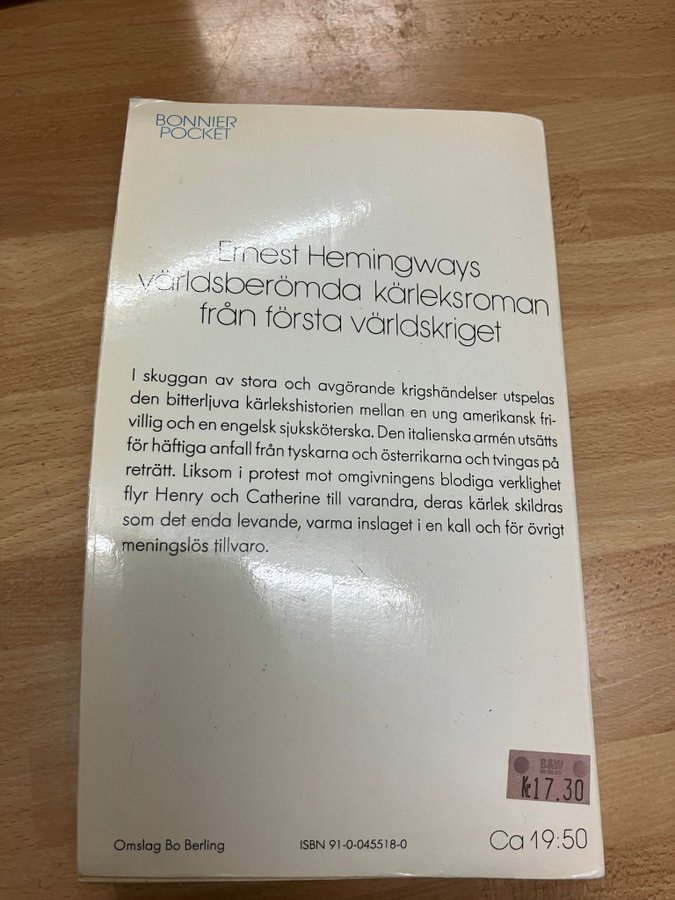 BONNIER
POCKET
Ernest Hemingways
världsberömda kärleksroman
från första världskriget
I skuggan av stora och avgörande krigshändelser utspelas
den bitterljuva kärlekshistorien mellan en ung amerikansk fri-
villig och en engelsk sjuksköterska. Den italienska armén utsätts
för häftiga anfall från tyskarna och österrikarna och tvingas på
reträtt. Liksom i protest mot omgivningens blodiga verklighet
flyr Henry och Catherine till varandra, deras kärlek skildras
som det enda levande, varma inslaget i en kall och för övrigt
meningslös tillvaro.
B&W
Kr17.30
Omslag Bo Berling
ISBN 91-0-045518-0
Ca 19:50